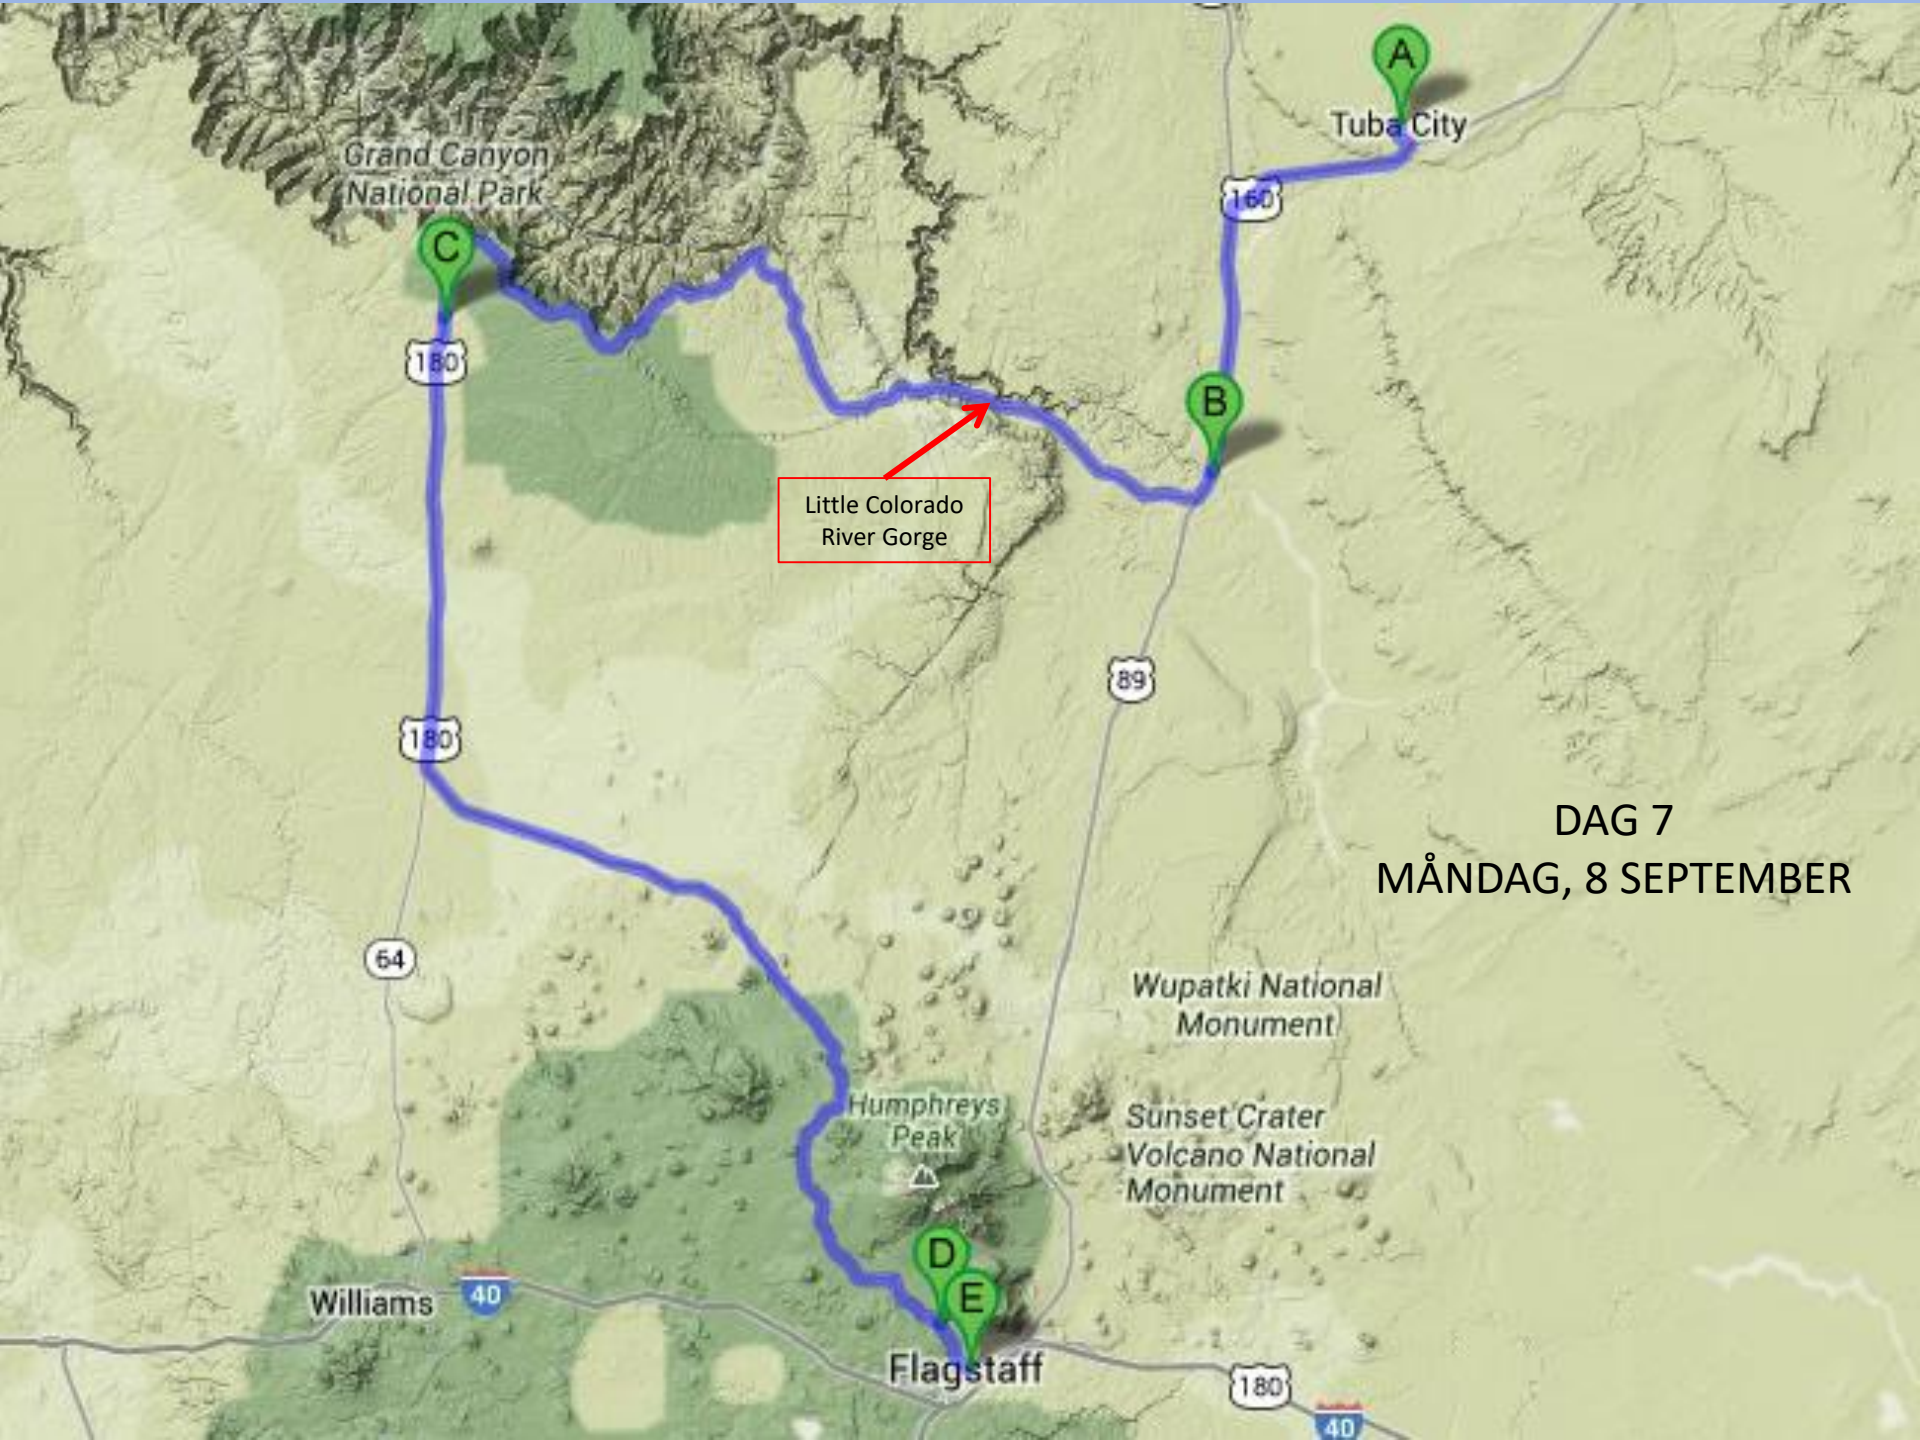 A
Tuba City
Grand Canyon
National Park
160
C
180
B
Little Colorado
River Gorge
89
180
DAG 7
MÅNDAG, 8 SEPTEMBER
64
Wupatki National
Monument
Humphreys
Peak
Sunset Crater
Volcano National
Monument
D
E
Williams
40
Flagstaff
180
40